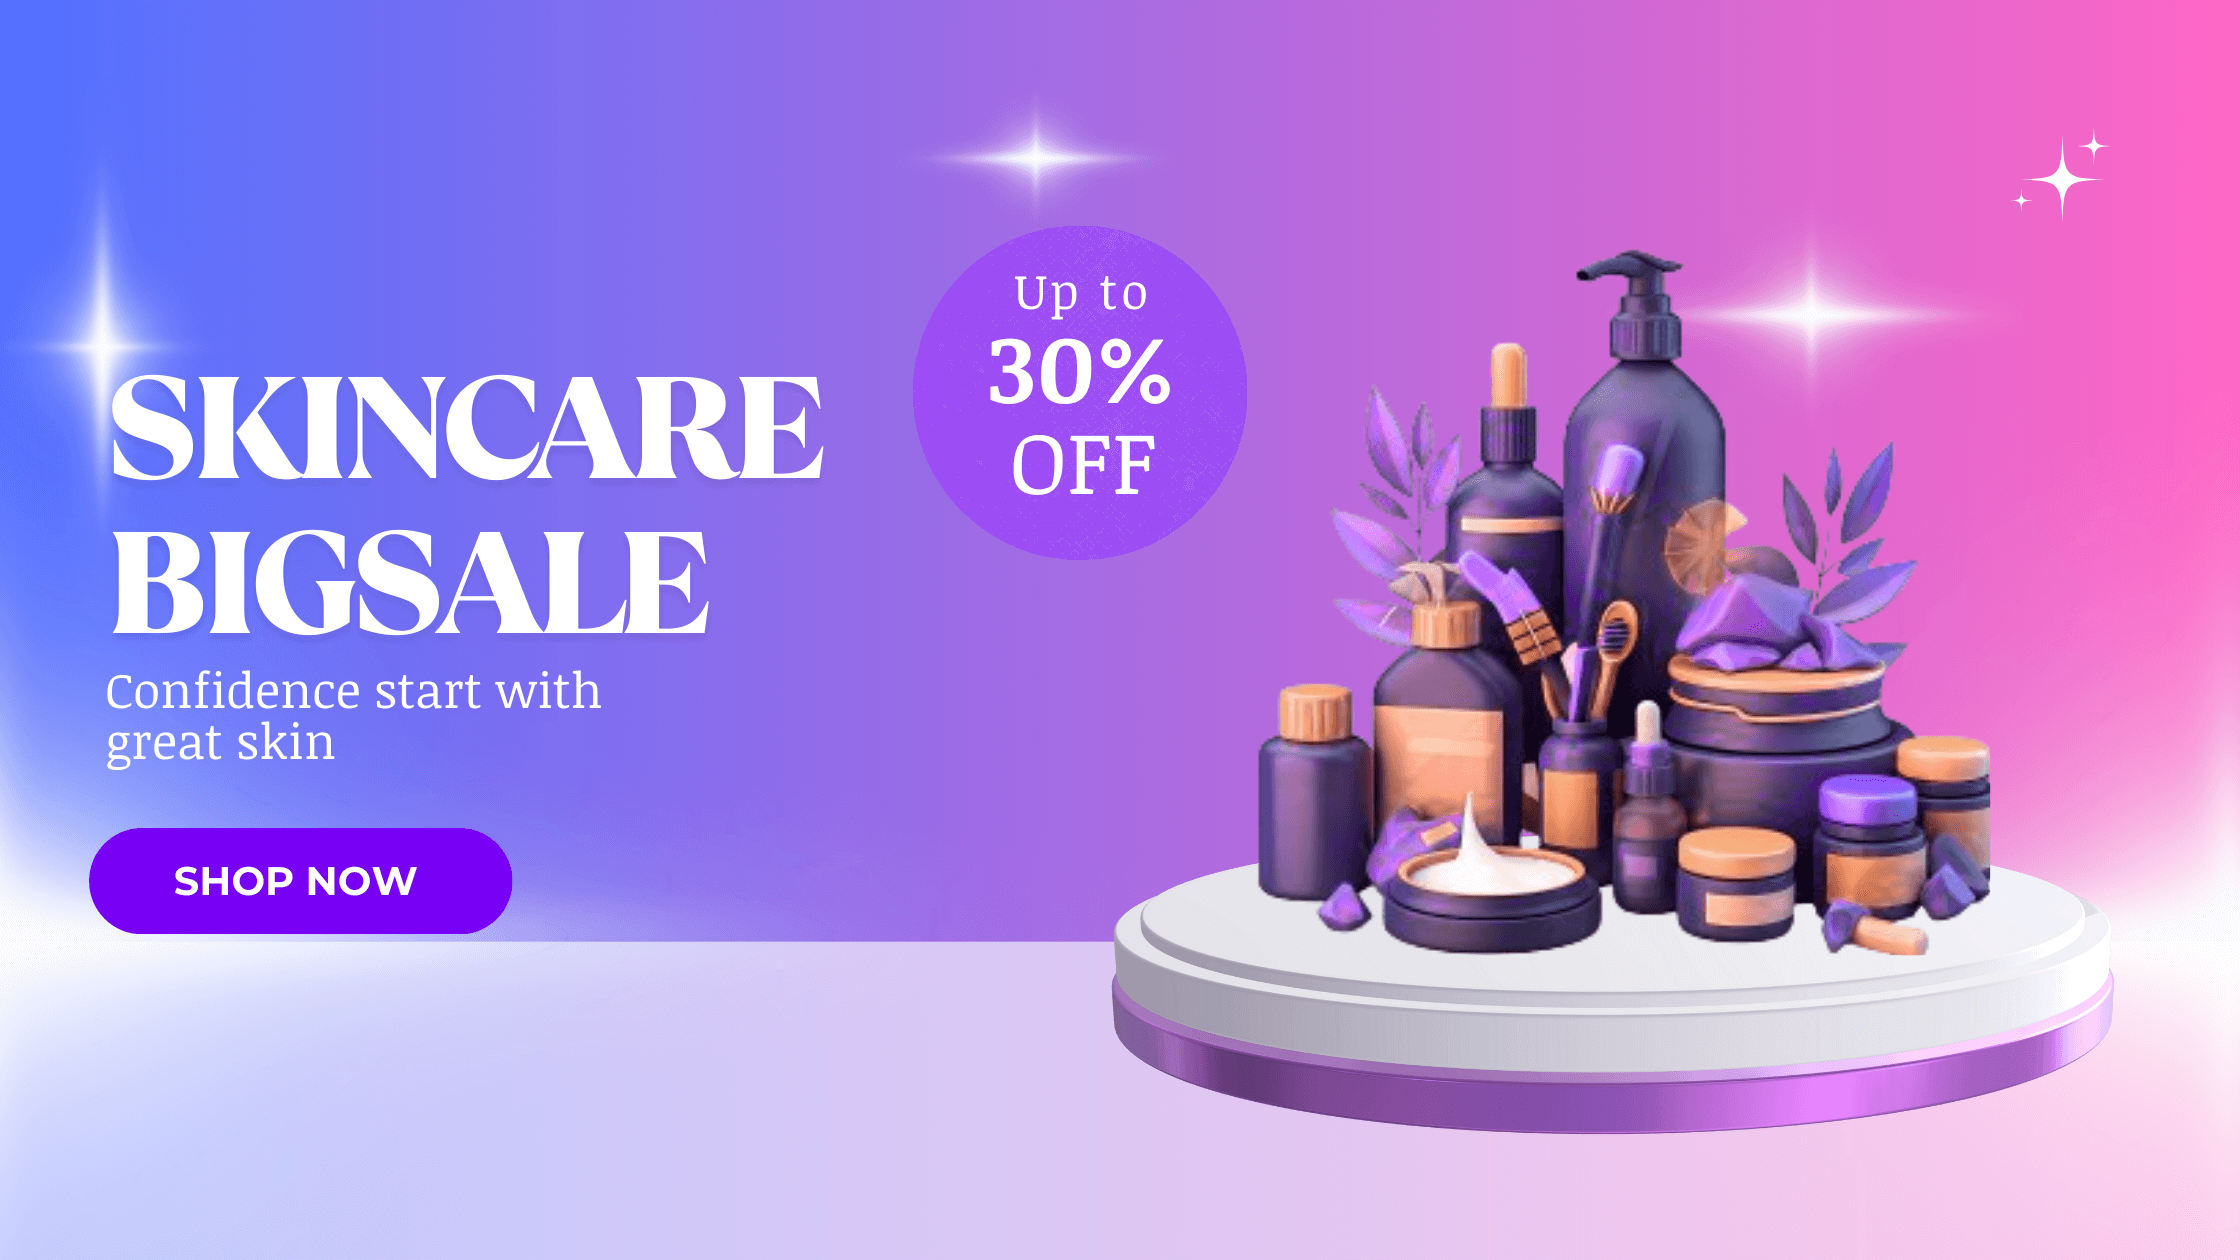 SKINCARE
BIGSALE
Confidence start with
great skin
SHOP NOW
Up to
30%
OFF